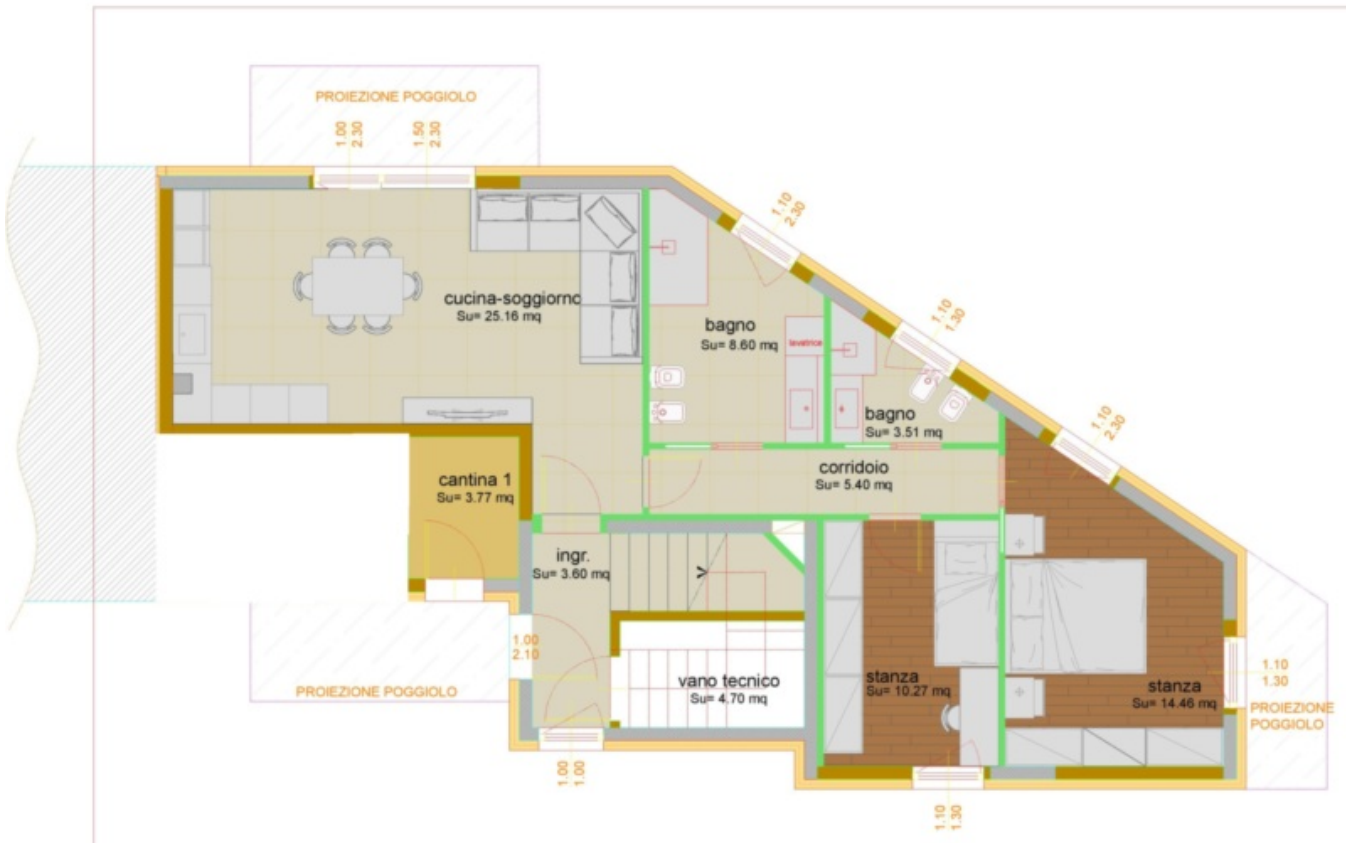 PROIEZIONE POGGIOLO
1.00
2.30
1.50
2.30
1.10
2.30
cucina-soggiorno
Su= 25.16 mq
bagno
Su= 8.60 mq
lavatrice
1.10
1.30
bagno
Su= 3.51 mq
1.10
2.30
corridoio
Su= 5.40 mq
cantina 1
Su= 3.77 mq
ingr.
Su= 3.60 mq
V
1.00
2.10
vano tecnico
Su= 4.70 mq
stanza
Su= 10.27 mq
stanza
Su= 14.46 mq
1.10
1.30
PROIEZIONE
POGGIOLO
PROIEZIONE POGGIOLO
1.00
1.00
1.10
1.30